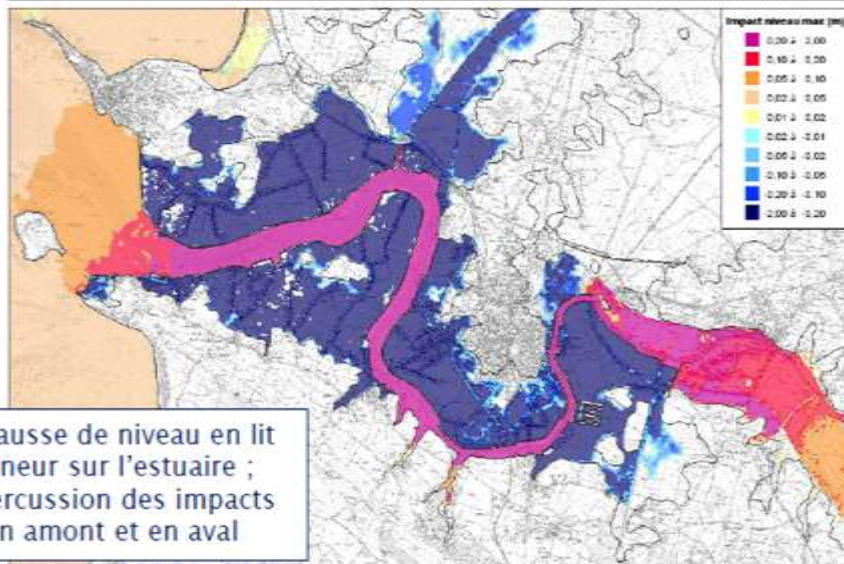 Impact niveau max (m)
0,20 à 2,00
0,10 à 0,20
0,05 à 0,10
0,02 à 0,05
0,01 à 0,02
-0,02 à -0,01
-0,05 à -0,02
-0,10 à -0,05
-0,20 à -0,10
-2,00 à -0,20
ausse de niveau en lit
neur sur l'estuaire ;
ercussion des impacts
n amont et en aval